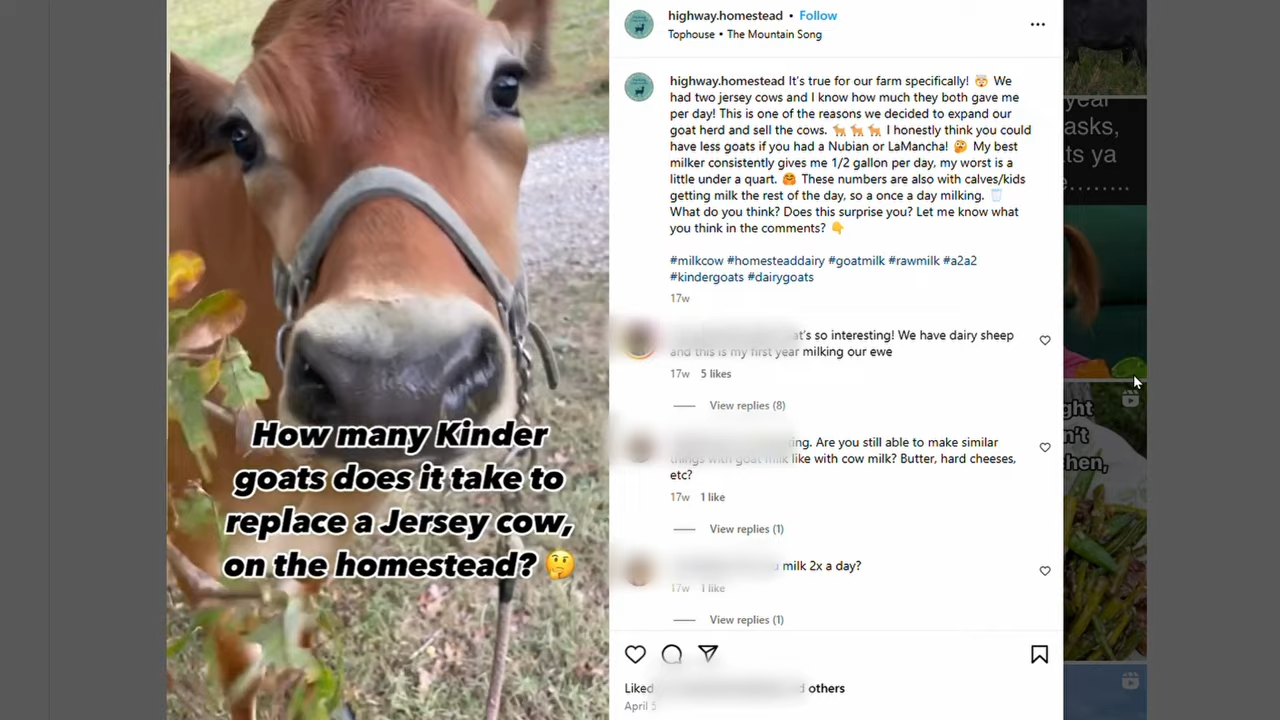 highway.homestead • Follow
Tophouse • The Mountain Song
highway.homestead It's true for our farm specifically! 🤯 We
had two jersey cows and I know how much they both gave me
per day! This is one of the reasons we decided to expand our
goat herd and sell the cows. 🐐🐐🐐 I honestly think you could
have less goats if you had a Nubian or LaMancha! 🫣 My best
milker consistently gives me 1/2 gallon per day, my worst is a
little under a quart. 🤗 These numbers are also with calves/kids
getting milk the rest of the day, so a once a day milking. 🥛
What do you think? Does this surprise you? Let me know what
you think in the comments? 👇
#milkcow #homesteaddairy #goatmilk #rawmilk #a2a2
#kindergoats #dairygoats
17w
so interesting! We have dairy sheep
and this is my first year milking our ewe
17w 5 likes
View replies (8)
Are you still able to make similar
things with goat milk like with cow milk? Butter, hard cheeses,
etc?
17w 1 like
View replies (1)
milk 2x a day?
17w 1 like
View replies (1)
Liked
others
April 5
How many Kinder
goats does it take to
replace a Jersey cow,
on the homestead? 🤔
year
asks,
ts ya